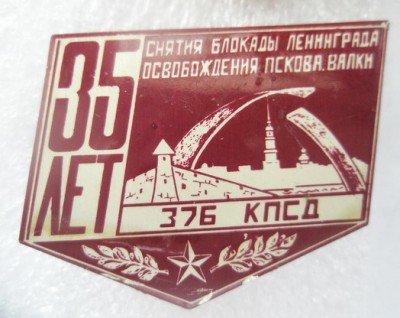 35 ЛЕТ
СНЯТИЯ БЛОКАДЫ ЛЕНИНГРАДА
ОСВОБОЖДЕНИЯ ПСКОВА. ВАЛКИ
376 КПСД